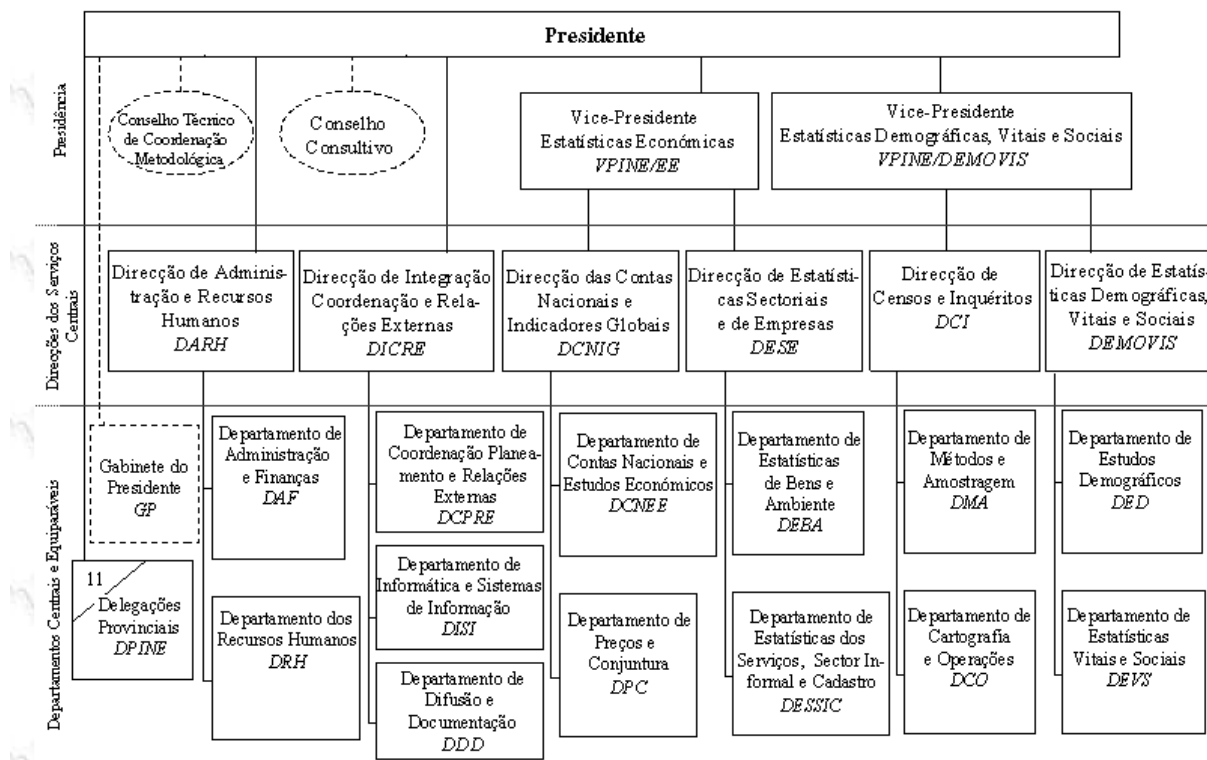 Presidente
Presidência
Conselho Técnico
de Coordenação
Metodológica
Conselho
Consultivo
Vice-Presidente
Estatísticas Económicas
VPINE/EE
Vice-Presidente
Estatísticas Demográficas, Vitais e Sociais
VPINE/DEMOVIS
Direcções dos Serviços
Centrais
Direcção de Adminis-
tração e Recursos
Humanos
DARH
Direcção de Integração
Coordenação e Rela-
ções Externas
DICRE
Direcção das Contas
Nacionais e
Indicadores Globais
DCNIG
Direcção de Estatísti-
cas Sectoriais
e de Empresas
DESE
Direcção de
Censos e Inquéritos
DCI
Direcção de Estatís-
ticas Demográficas,
Vitais e Sociais
DEMOVIS
Departamentos Centrais e Equiparáveis
Gabinete do
Presidente
GP
11
Delegações
Provinciais
DPINE
Departamento de
Administração
e Finanças
DAF
Departamento dos
Recursos Humanos
DRH
Departamento de
Coordenação Planea-
mento e Relações
Externas
DCPRE
Departamento de
Informática e Sistemas
de Informação
DISI
Departamento de
Difusão e
Documentação
DDD
Departamento de
Contas Nacionais e
Estudos Económicos
DCNEE
Departamento de
Preços e
Conjuntura
DPC
Departamento de
Estatísticas
de Bens e
Ambiente
DEBA
Departamento de
Estatísticas dos
Serviços, Sector In-
formal e Cadastro
DESSIC
Departamento de
Métodos e
Amostragem
DMA
Departamento de
Cartografia
e Operações
DCO
Departamento de
Estudos
Demográficos
DED
Departamento de
Estatísticas
Vitais e Sociais
DEVS